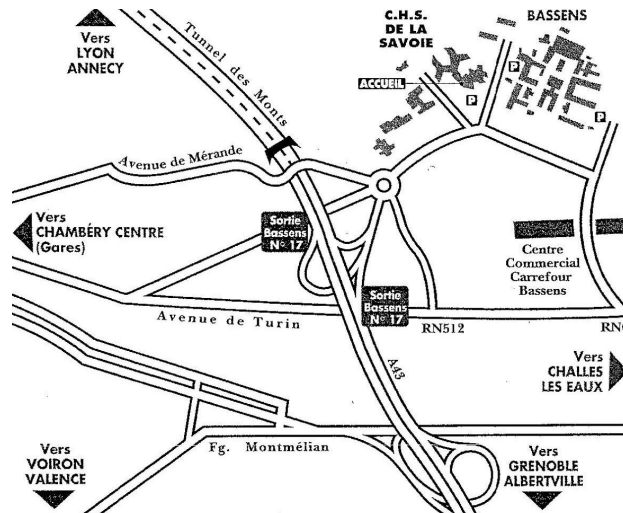 Vers
LYON
ANNECY
Tunnel des Monts
C.H.S.
DE LA
SAVOIE
BASSENS
ACCUEIL
P
P
P
Avenue de Mérande
Vers
CHAMBÉRY CENTRE
(Gares)
Sortie
Bassens
N° 17
Centre
Commercial
Carrefour
Bassens
Sortie
Bassens
N° 17
Avenue de Turin
RN512
A43
Vers
CHALLES
LES EAUX
Vers
VOIRON
VALENCE
Fg. Montmélian
Vers
GRENOBLE
ALBERTVILLE